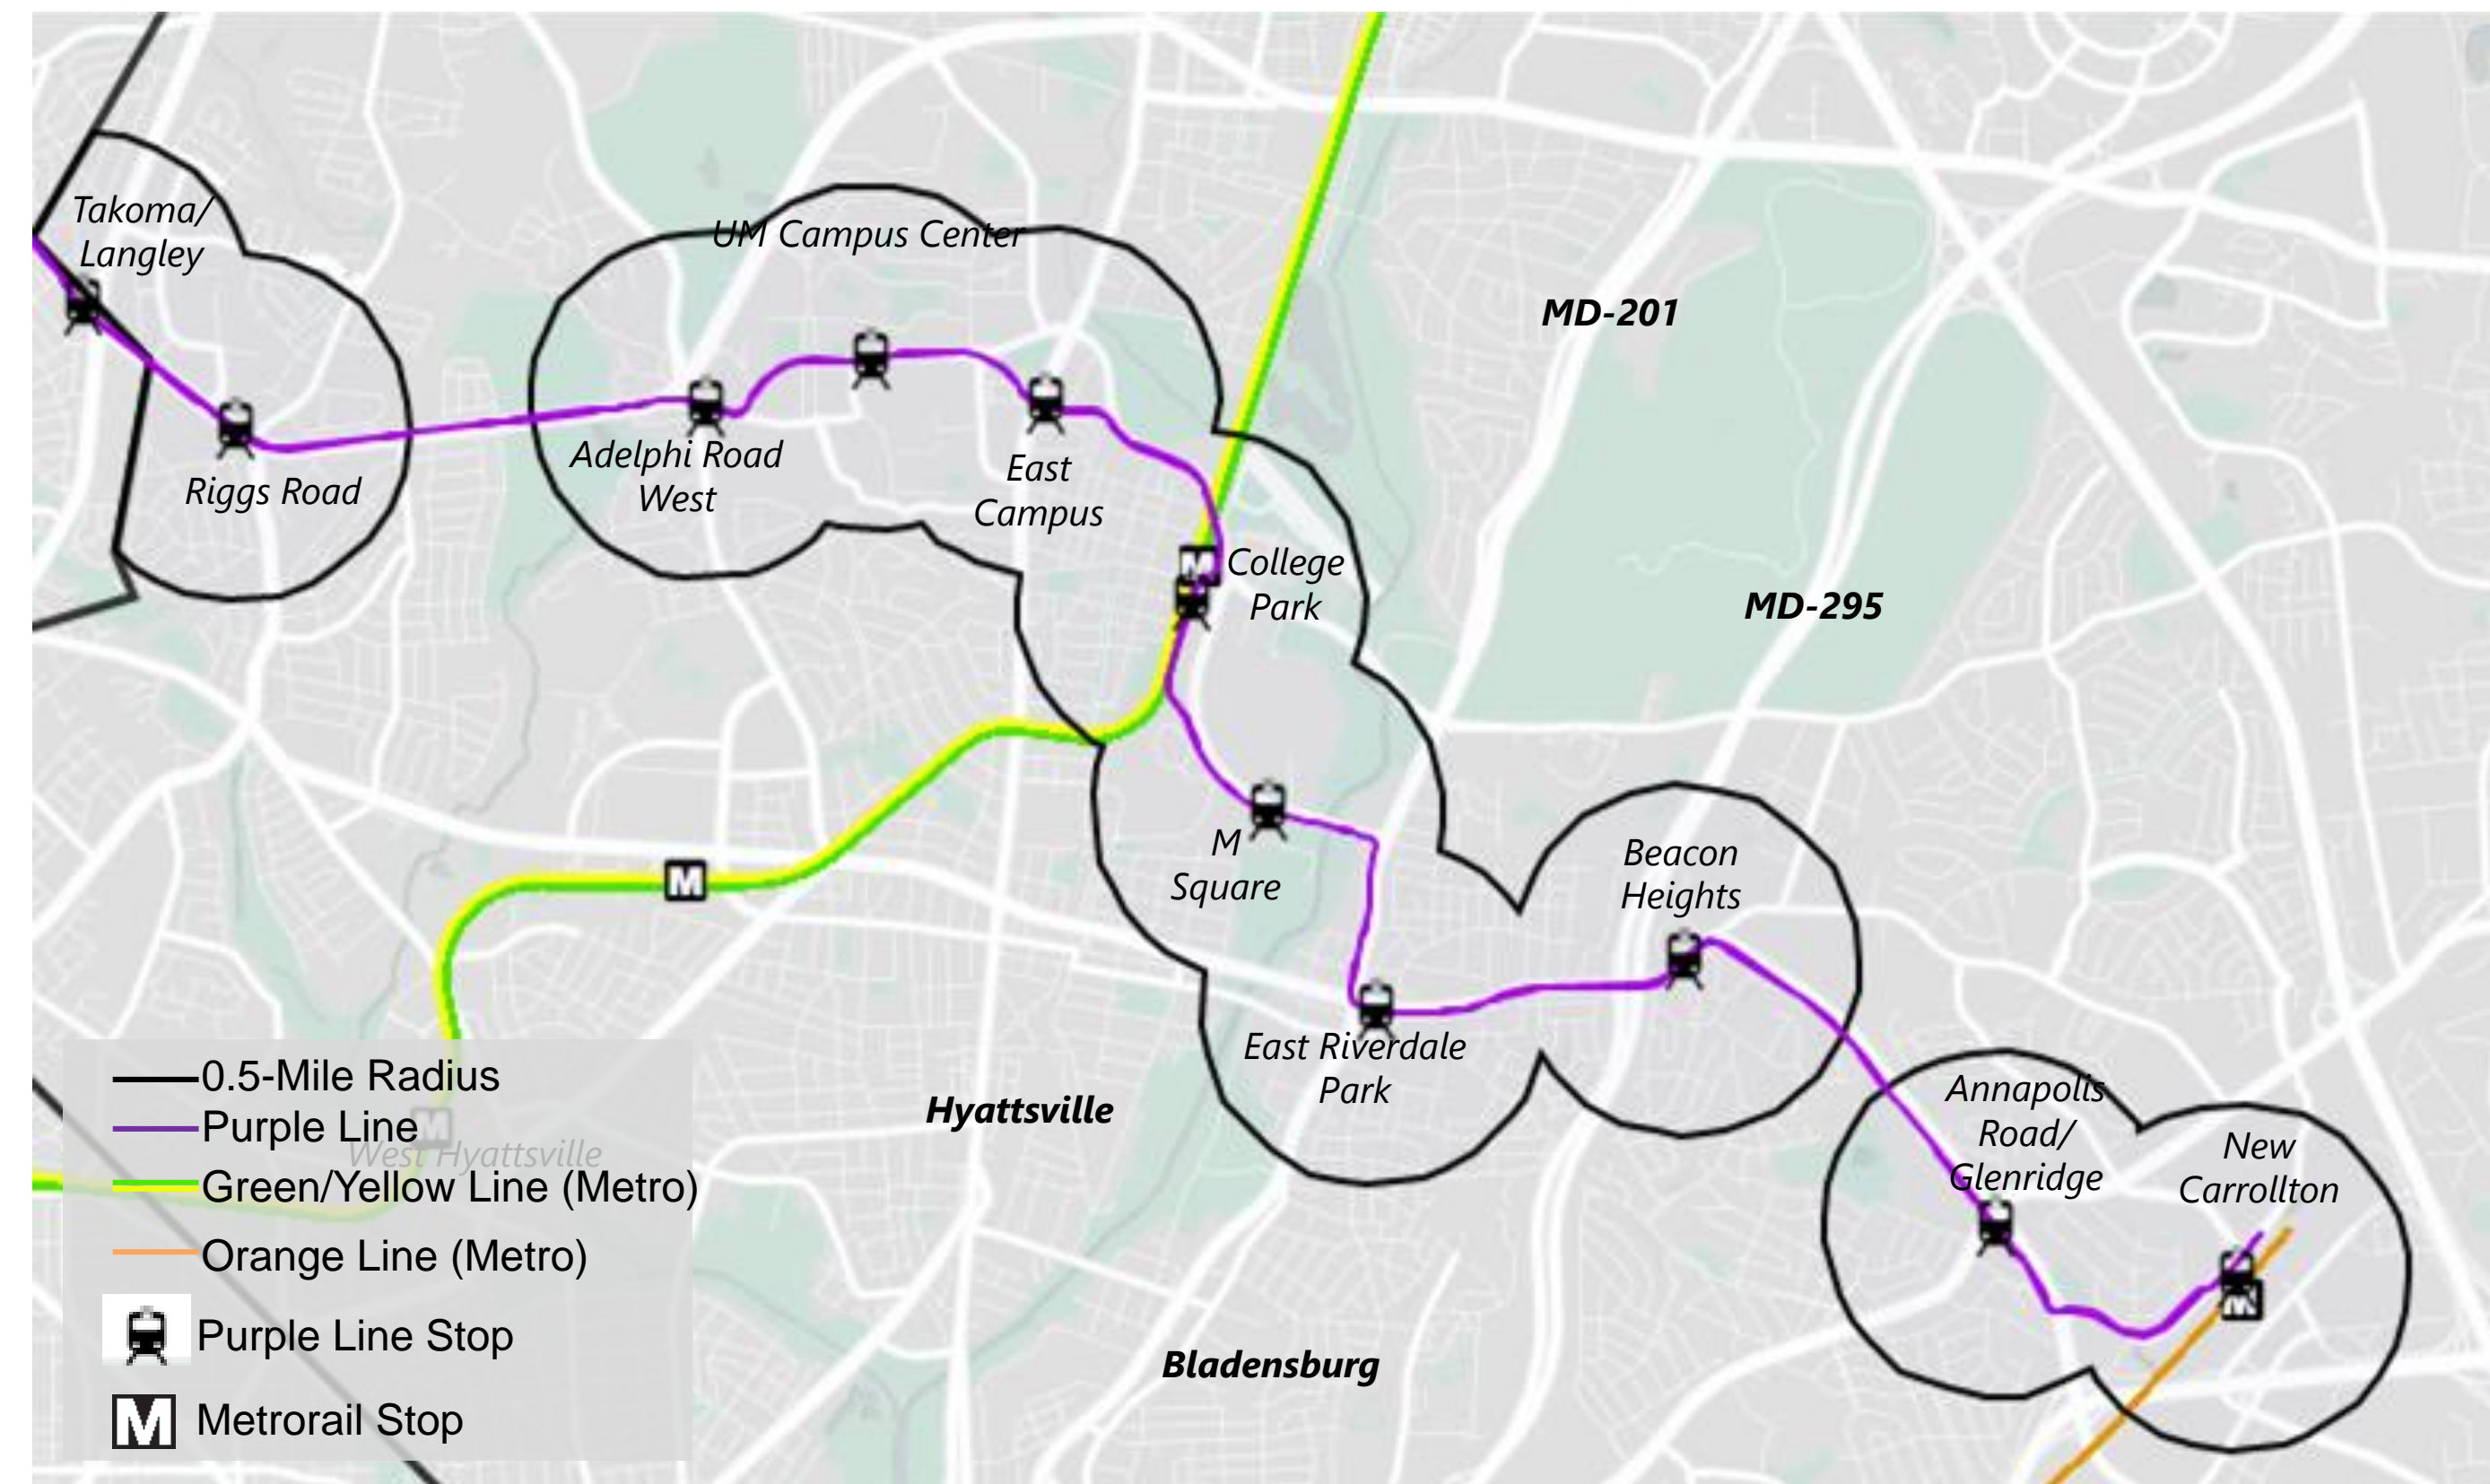 Takoma/
Langley
UM Campus Center
MD-201
Adelphi Road
West
East
Campus
Riggs Road
College
Park
MD-295
M
M
Square
Beacon
Heights
M
East Riverdale
Park
Hyattsville
Annapolis
Road/
Glenridge
New
Carrollton
M
Bladensburg
0.5-Mile Radius
Purple Line
M
West Hyattsville
Green/Yellow Line (Metro)
Orange Line (Metro)
Purple Line Stop
M Metrorail Stop